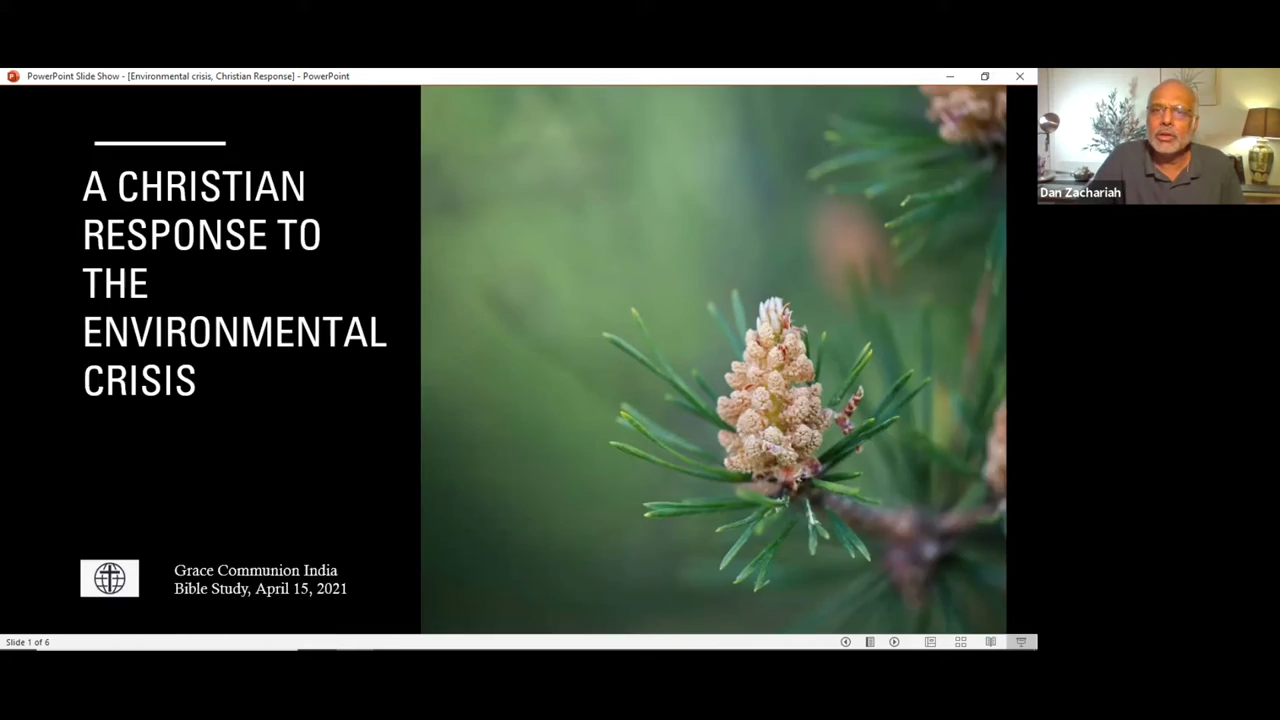 PowerPoint Slide Show - [Environmental crisis, Christian Response] - PowerPoint
A CHRISTIAN
RESPONSE TO
THE
ENVIRONMENTAL
CRISIS
Grace Communion India
Bible Study, April 15, 2021
Slide 1 of 6
Dan Zachariah